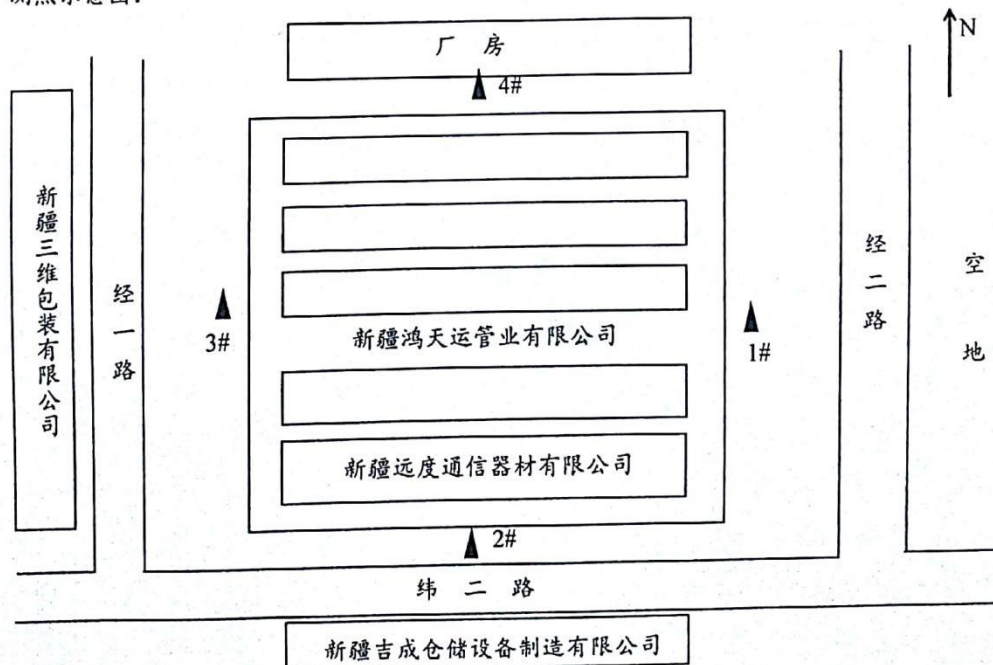 测点示意图：
厂 房
N
4#
新疆三维包装有限公司
经一路
3#
新疆鸿天运管业有限公司
1#
经二路
空地
新疆远度通信器材有限公司
2#
纬 二 路
新疆吉成仓储设备制造有限公司